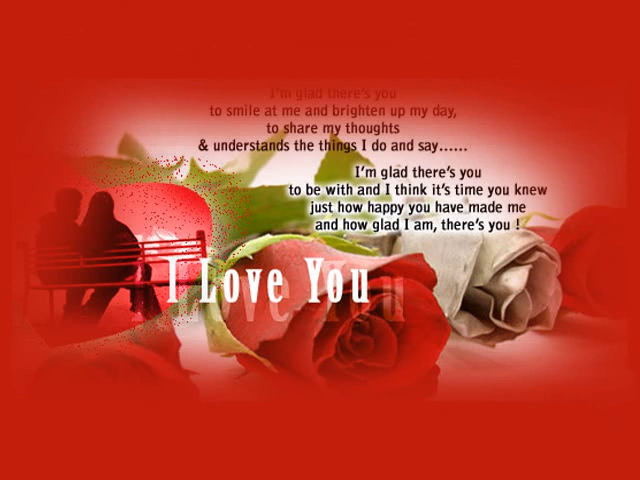 I'm glad there's you
to smile at me and brighten up my day,
to share my thoughts
& understands the things I do and say......
I'm glad there's you
to be with and I think it's time you knew
just how happy you have made me
and how glad I am, there's you !
I Love You